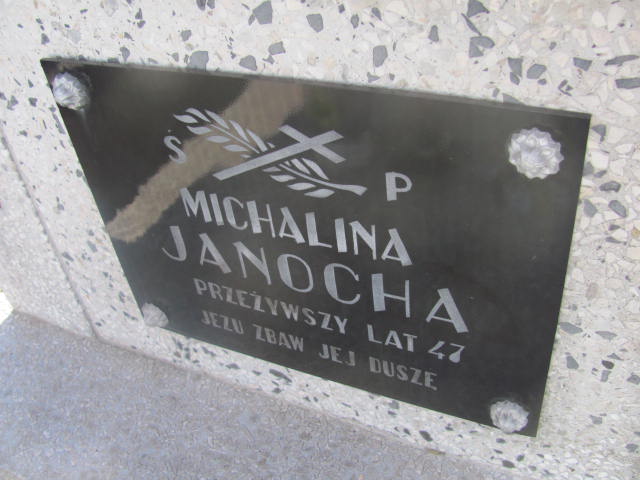 Ś P
MICHALINA
JANOCHA
PRZEŻYWSZY LAT 47
JEZU ZBAW JEJ DUSZE